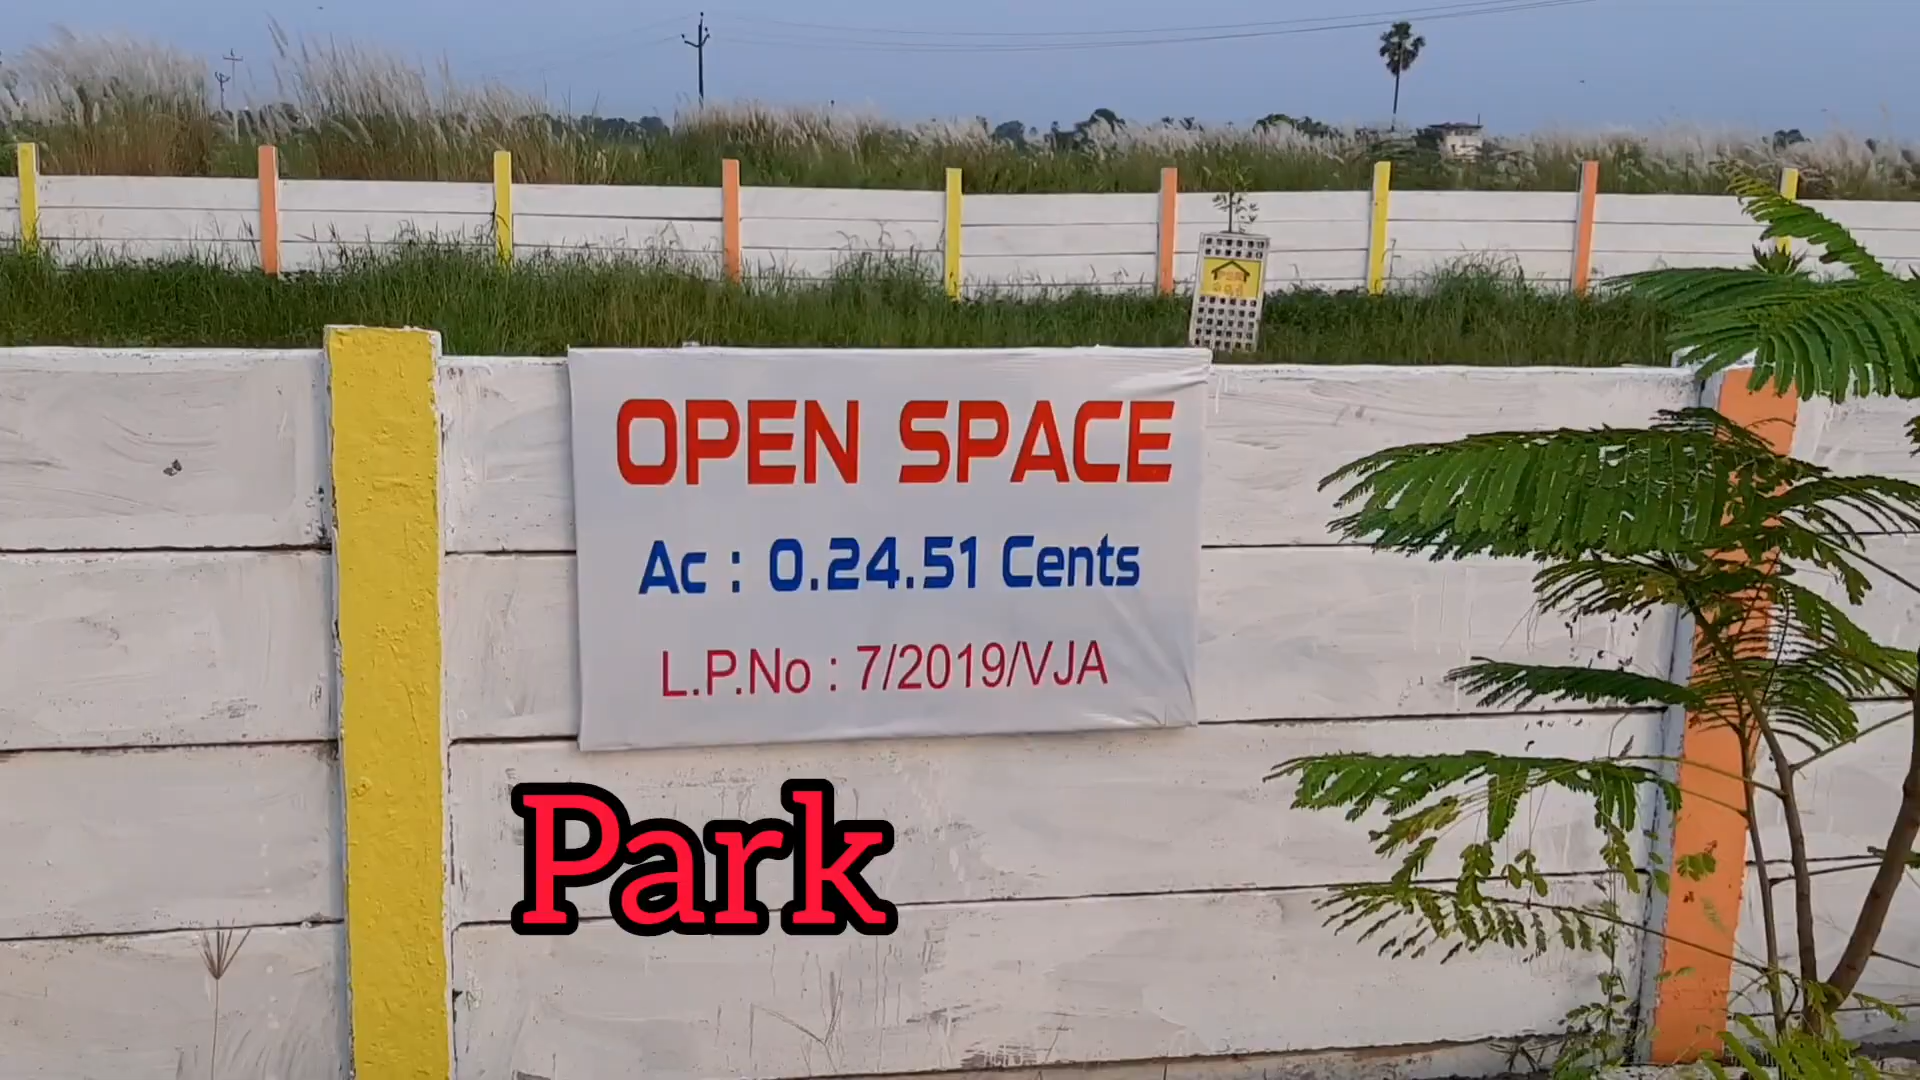 OPEN SPACE
Ac : 0.24.51 Cents
L.P.No : 7/2019/VJA
Park